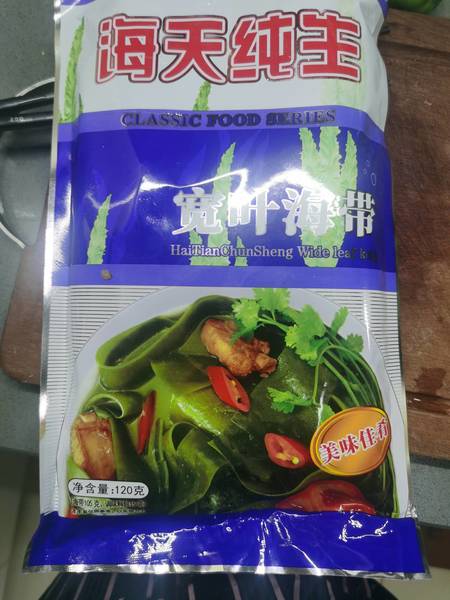 海天纯生
CLASSIC FOOD SERIES
宽叶海带
HaiTianChunSheng Wide leaf
美味佳肴
净含量:120克